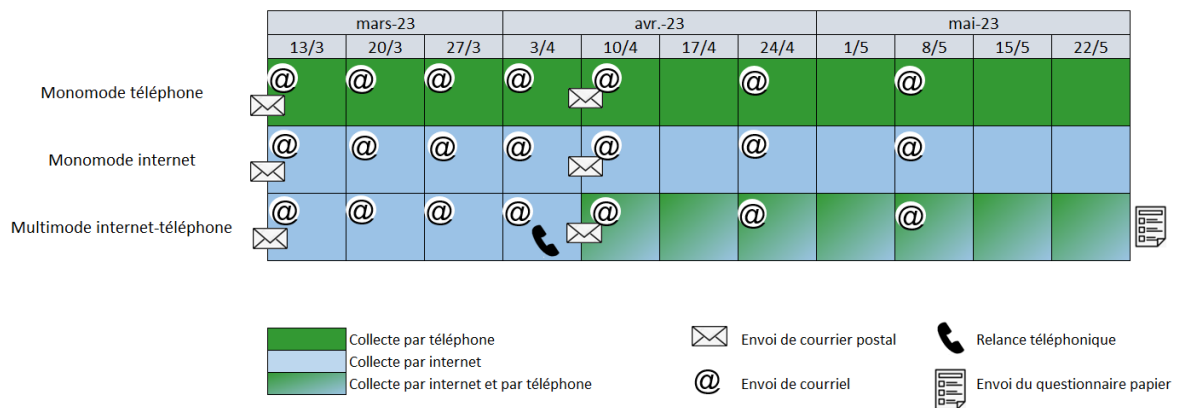 mars-23 avr.-23 mai-23
13/3 20/3 27/3 3/4 10/4 17/4 24/4 1/5 8/5 15/5 22/5
Monomode téléphone
Monomode internet
Multimode internet-téléphone
Collecte par téléphone
Collecte par internet
Collecte par internet et par téléphone
Envoi de courrier postal
@ Envoi de courriel
Relance téléphonique
Envoi du questionnaire papier